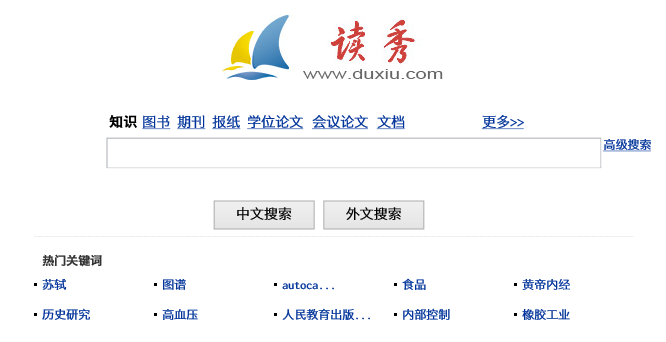 读秀
www.duxiu.com
知识 图书 期刊 报纸 学位论文 会议论文 文档 更多>>
高级搜索
中文搜索 外文搜索
热门关键词
苏轼 图谱 autoca... 食品 黄帝内经
历史研究 高血压 人民教育出版... 内部控制 橡胶工业